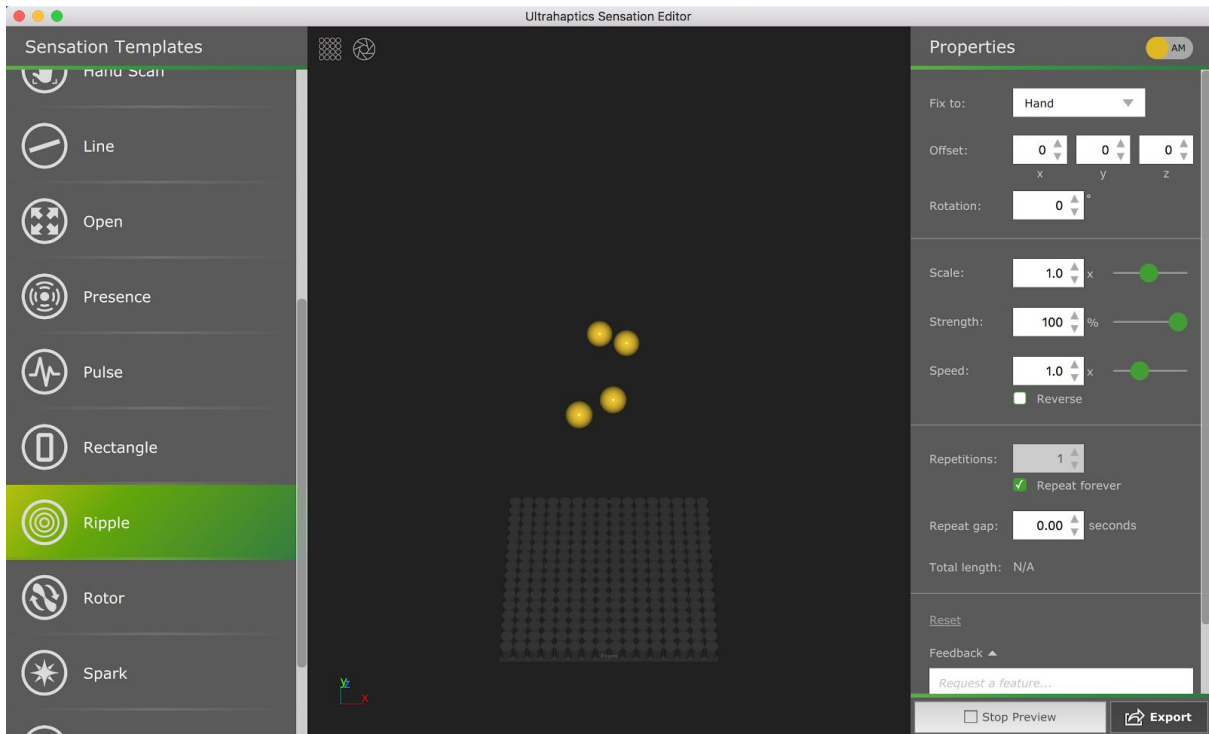 Ultrahaptics Sensation Editor
Sensation Templates
Hand Scan
Line
Open
Presence
Pulse
Rectangle
Ripple
Rotor
Spark
y
z
x
Properties
AM
Fix to: Hand
Offset: 0 0 0
x y z
Rotation: 0 °
Scale: 1.0 x
Strength: 100 %
Speed: 1.0 x
Reverse
Repetitions: 1
Repeat forever
Repeat gap: 0.00 seconds
Total length: N/A
Reset
Feedback
Request a feature...
Stop Preview
Export